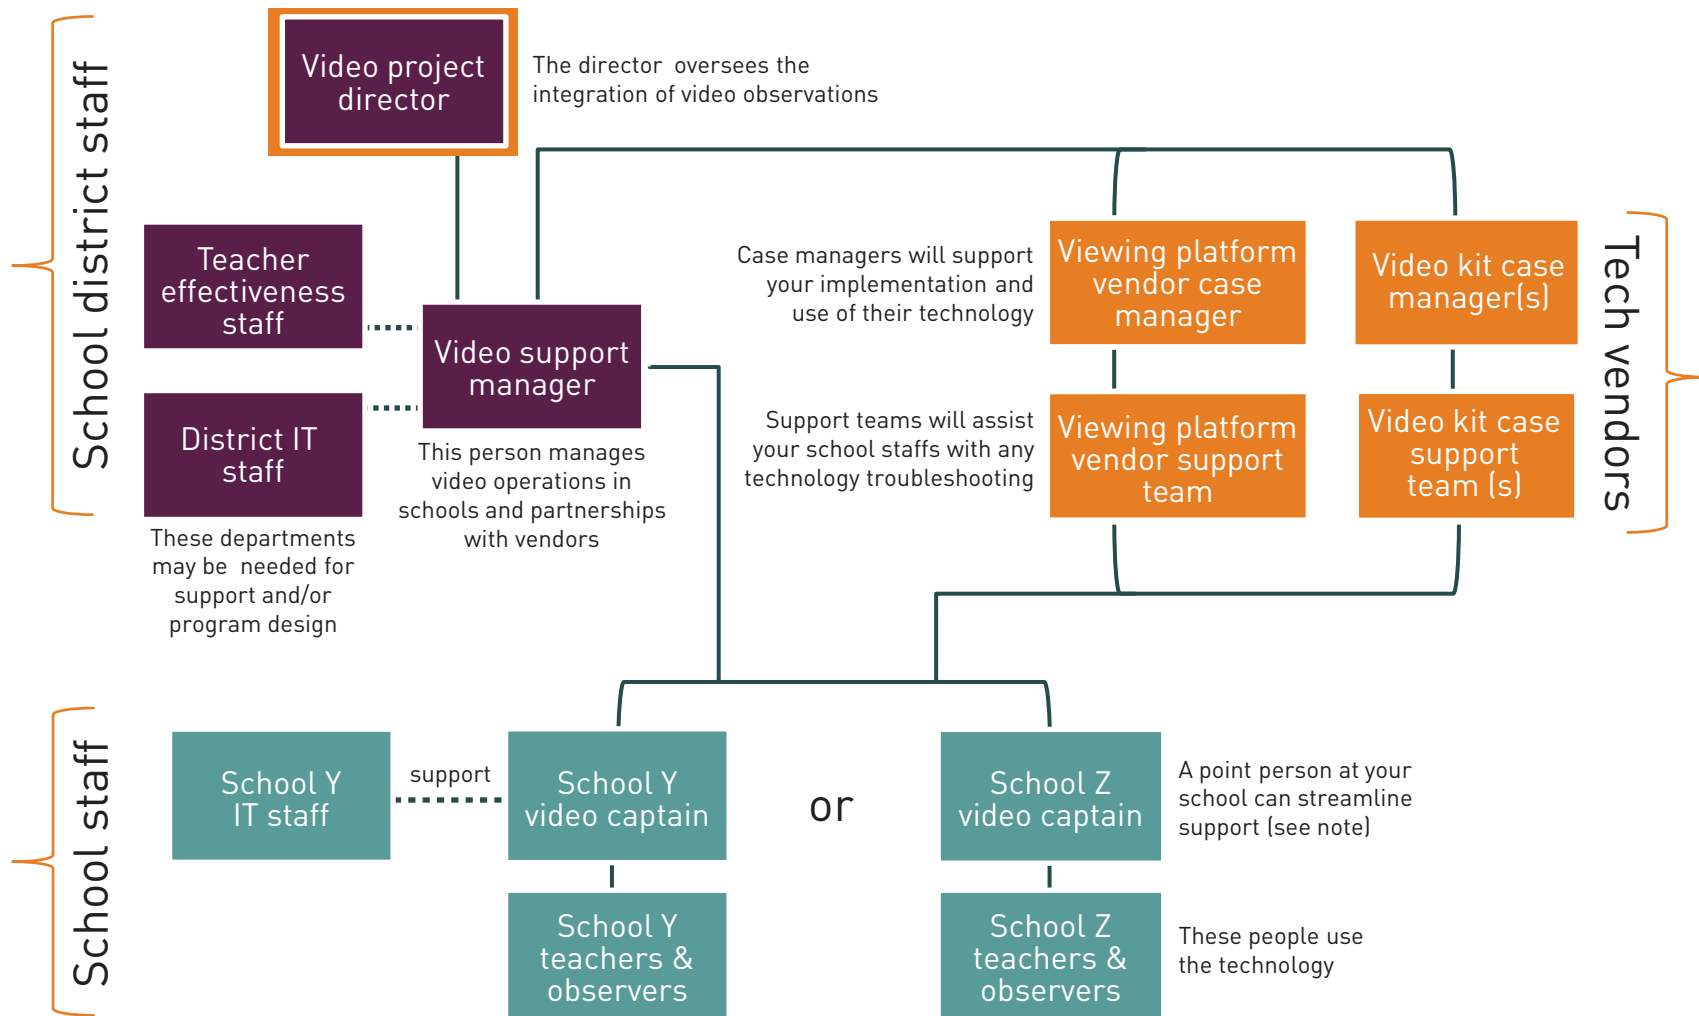 School district staff
Video project
director
The director oversees the
integration of video observations
Teacher
effectiveness
staff
District IT
staff
These departments
may be needed for
support and/or
program design
Video support
manager
This person manages
video operations in
schools and partnerships
with vendors
Case managers will support
your implementation and
use of their technology
Viewing platform
vendor case
manager
Video kit case
manager(s)
Support teams will assist
your school staffs with any
technology troubleshooting
Viewing platform
vendor support
team
Video kit case
support
team (s)
Tech vendors
School staff
School Y
IT staff
support
School Y
video captain
or
School Z
video captain
A point person at your
school can streamline
support (see note)
School Y
teachers &
observers
School Z
teachers &
observers
These people use
the technology